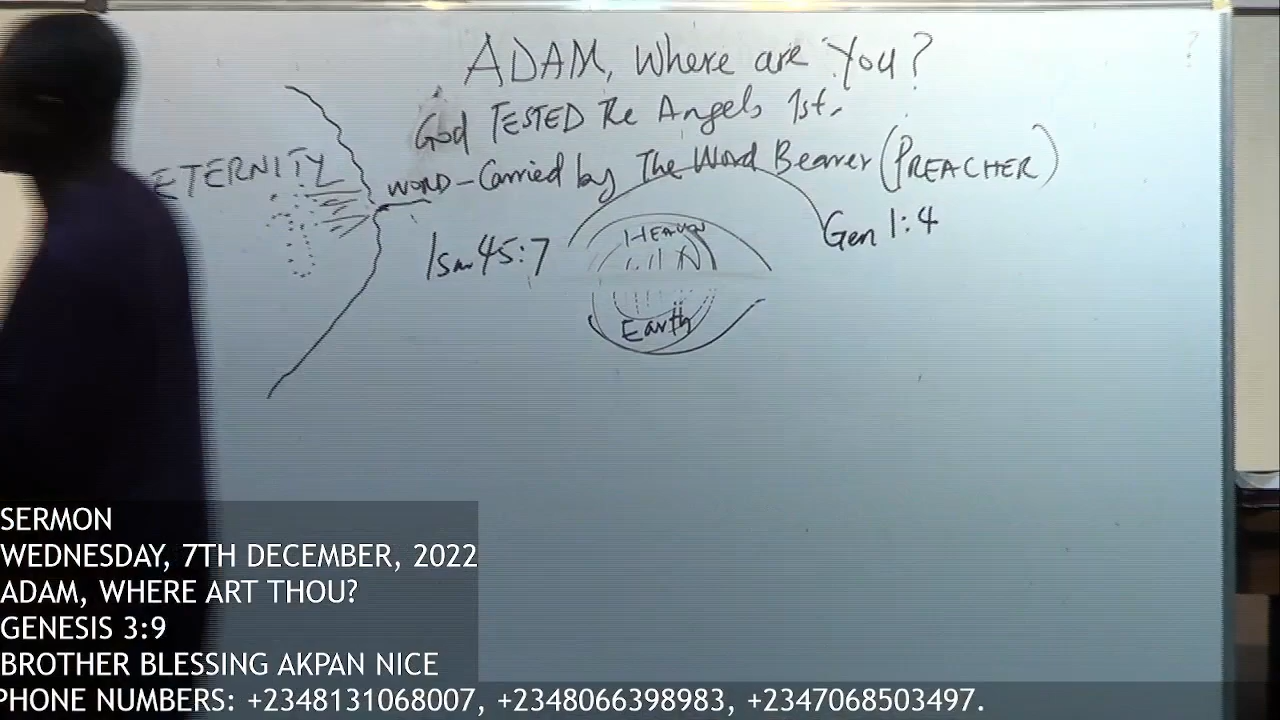 ADAM, Where are You?
God TESTED The Angels 1st.
ETERNITY
WORD - Carried by The Word Bearer (PREACHER)
Isa 45:7
HEAVEN
Gen 1:4
Earth
SERMON
WEDNESDAY, 7TH DECEMBER, 2022
ADAM, WHERE ART THOU?
GENESIS 3:9
BROTHER BLESSING AKPAN NICE
PHONE NUMBERS: +2348131068007, +2348066398983, +2347068503497.